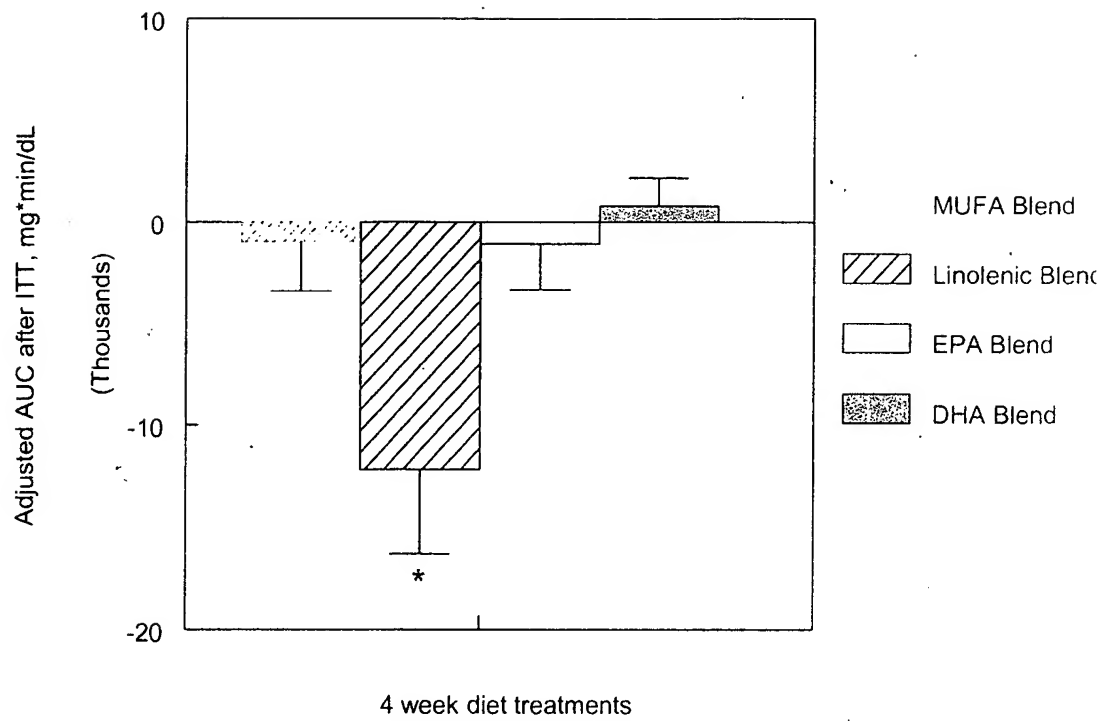 10
0
-10
-20
Adjusted AUC after ITT, mg*min/dL
(Thousands)
*
4 week diet treatments
MUFA Blend
Linolenic Blend
EPA Blend
DHA Blend